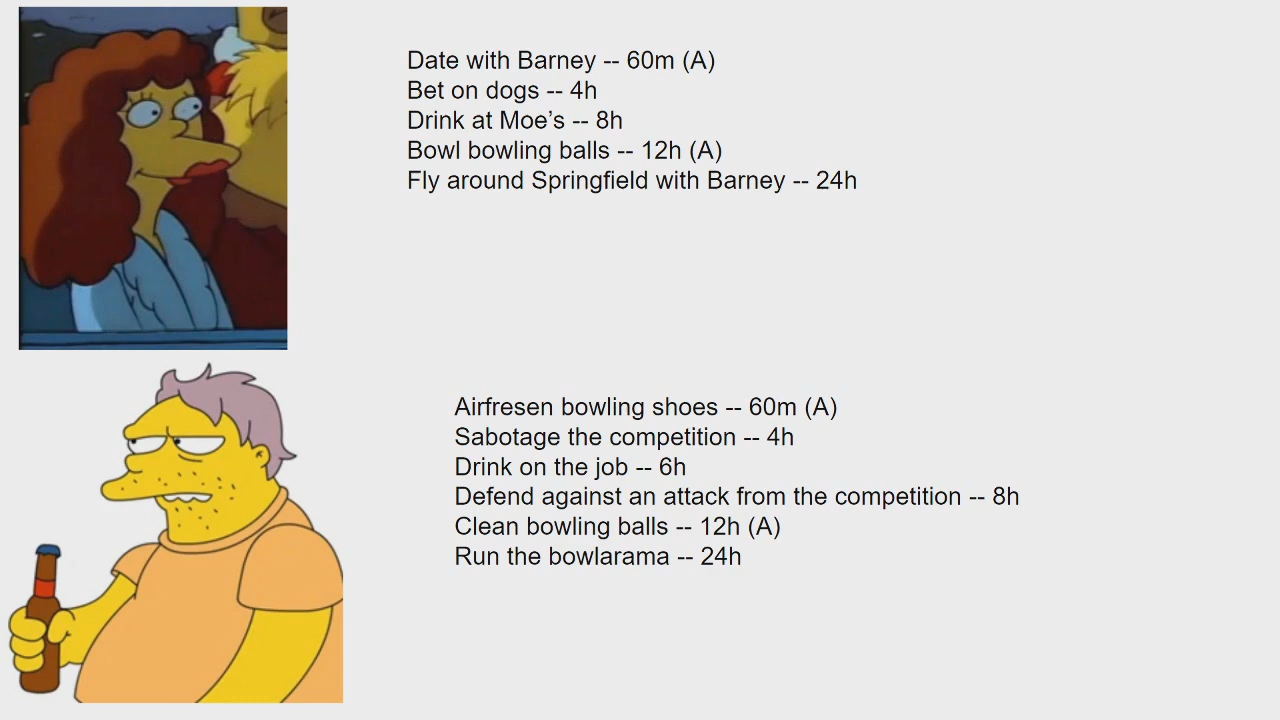 Date with Barney -- 60m (A)
Bet on dogs -- 4h
Drink at Moe’s -- 8h
Bowl bowling balls -- 12h (A)
Fly around Springfield with Barney -- 24h
Airfresen bowling shoes -- 60m (A)
Sabotage the competition -- 4h
Drink on the job -- 6h
Defend against an attack from the competition -- 8h
Clean bowling balls -- 12h (A)
Run the bowlarama -- 24h